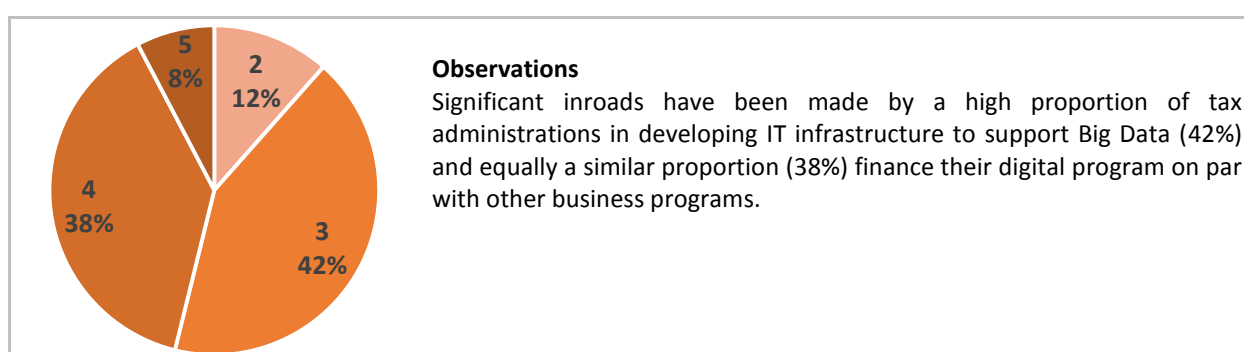 5
8%
2
12%
4
38%
3
42%
Observations
Significant inroads have been made by a high proportion of tax
administrations in developing IT infrastructure to support Big Data (42%)
and equally a similar proportion (38%) finance their digital program on par
with other business programs.